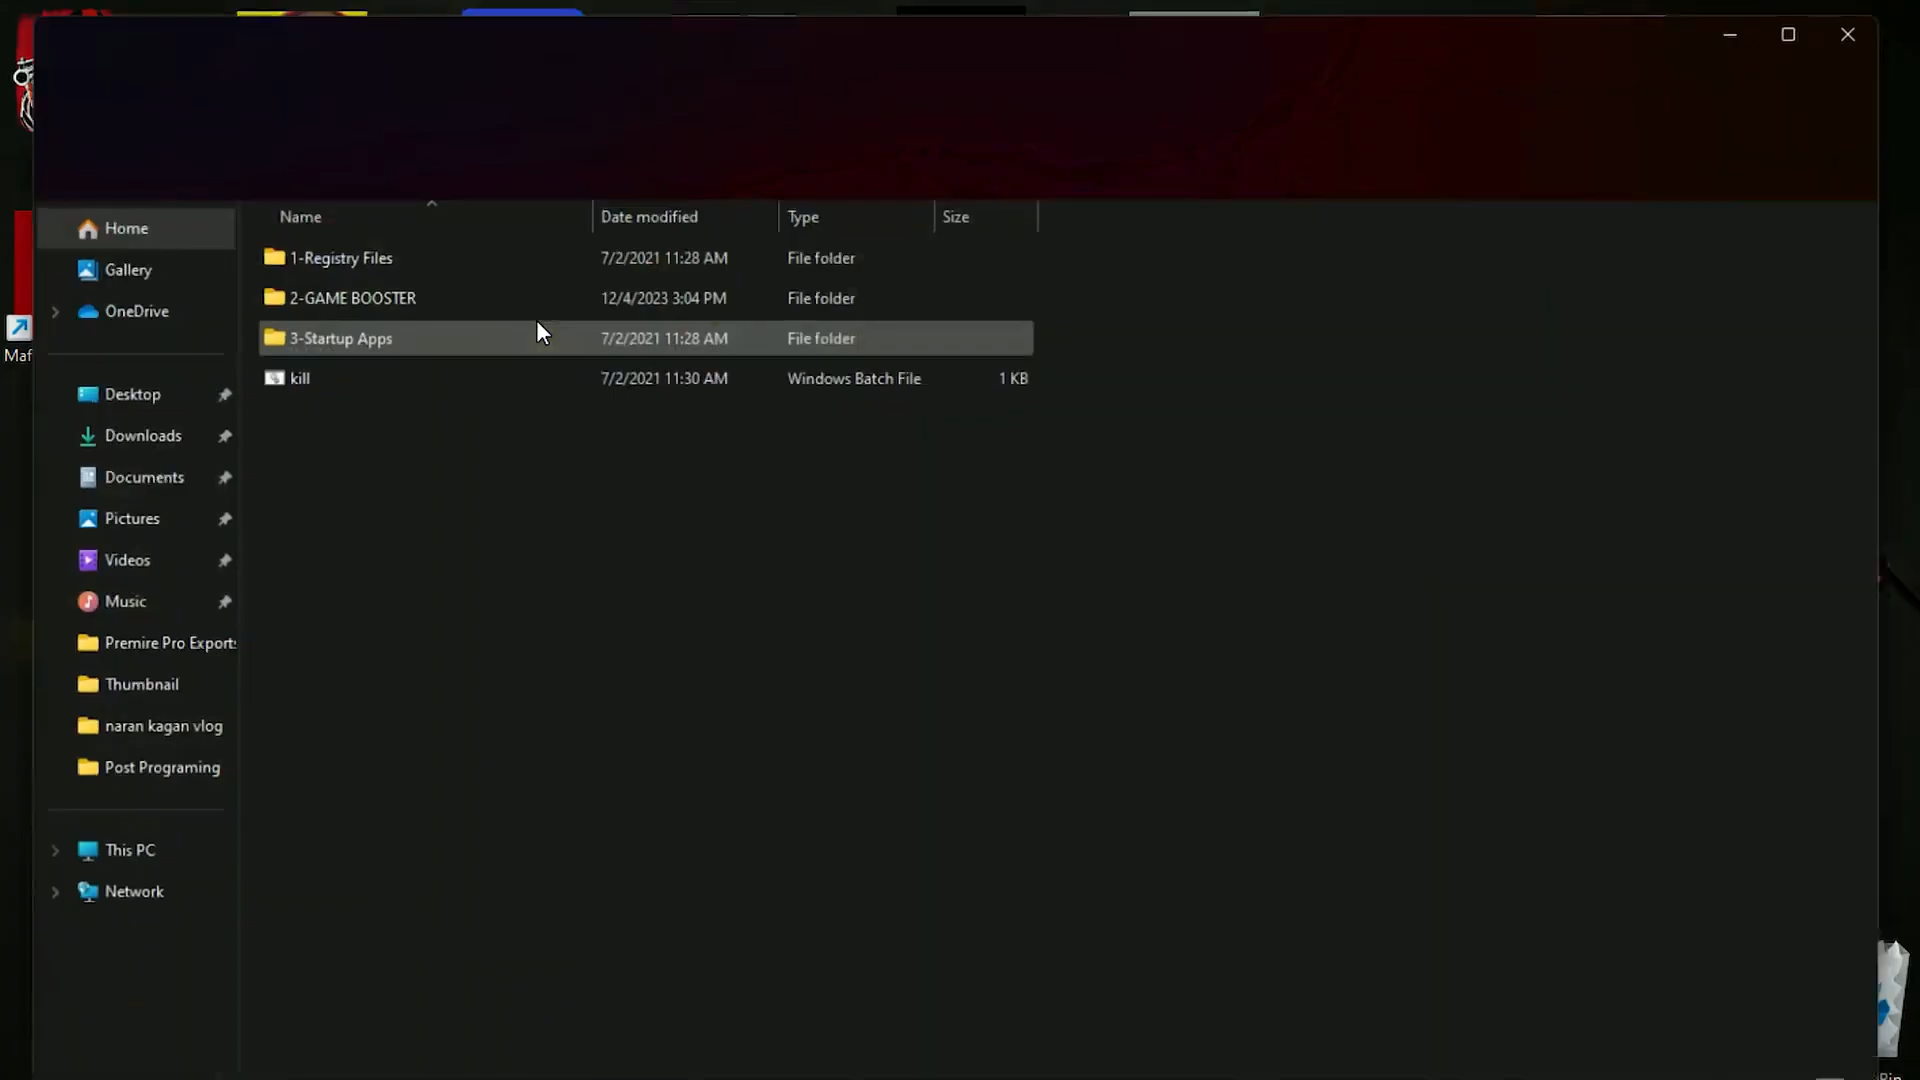 Name Date modified Type Size
1-Registry Files 7/2/2021 11:28 AM File folder
2-GAME BOOSTER 12/4/2023 3:04 PM File folder
3-Startup Apps 7/2/2021 11:28 AM File folder
kill 7/2/2021 11:30 AM Windows Batch File 1 KB
Home
Gallery
OneDrive
Desktop
Downloads
Documents
Pictures
Videos
Music
Premire Pro Exports
Thumbnail
naran kagan vlog
Post Programing
This PC
Network
Maf